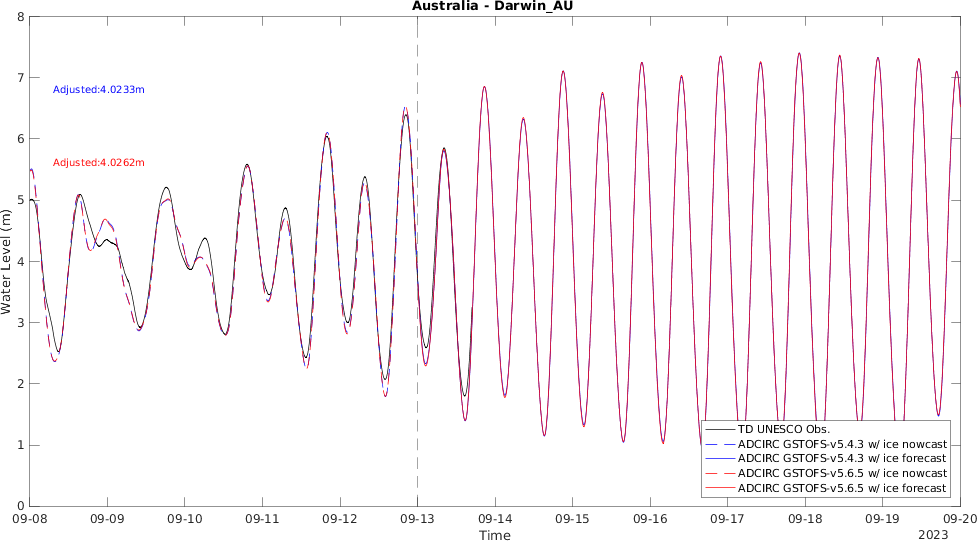 Australia - Darwin_AU
8
7
6
5
4
3
2
1
0
Water Level (m)
Adjusted:4.0233m
Adjusted:4.0262m
TD UNESCO Obs.
ADCIRC GSTOFS-v5.4.3 w/ ice nowcast
ADCIRC GSTOFS-v5.4.3 w/ ice forecast
ADCIRC GSTOFS-v5.6.5 w/ ice nowcast
ADCIRC GSTOFS-v5.6.5 w/ ice forecast
09-08 09-09 09-10 09-11 09-12 09-13 09-14 09-15 09-16 09-17 09-18 09-19 09-20
Time
2023